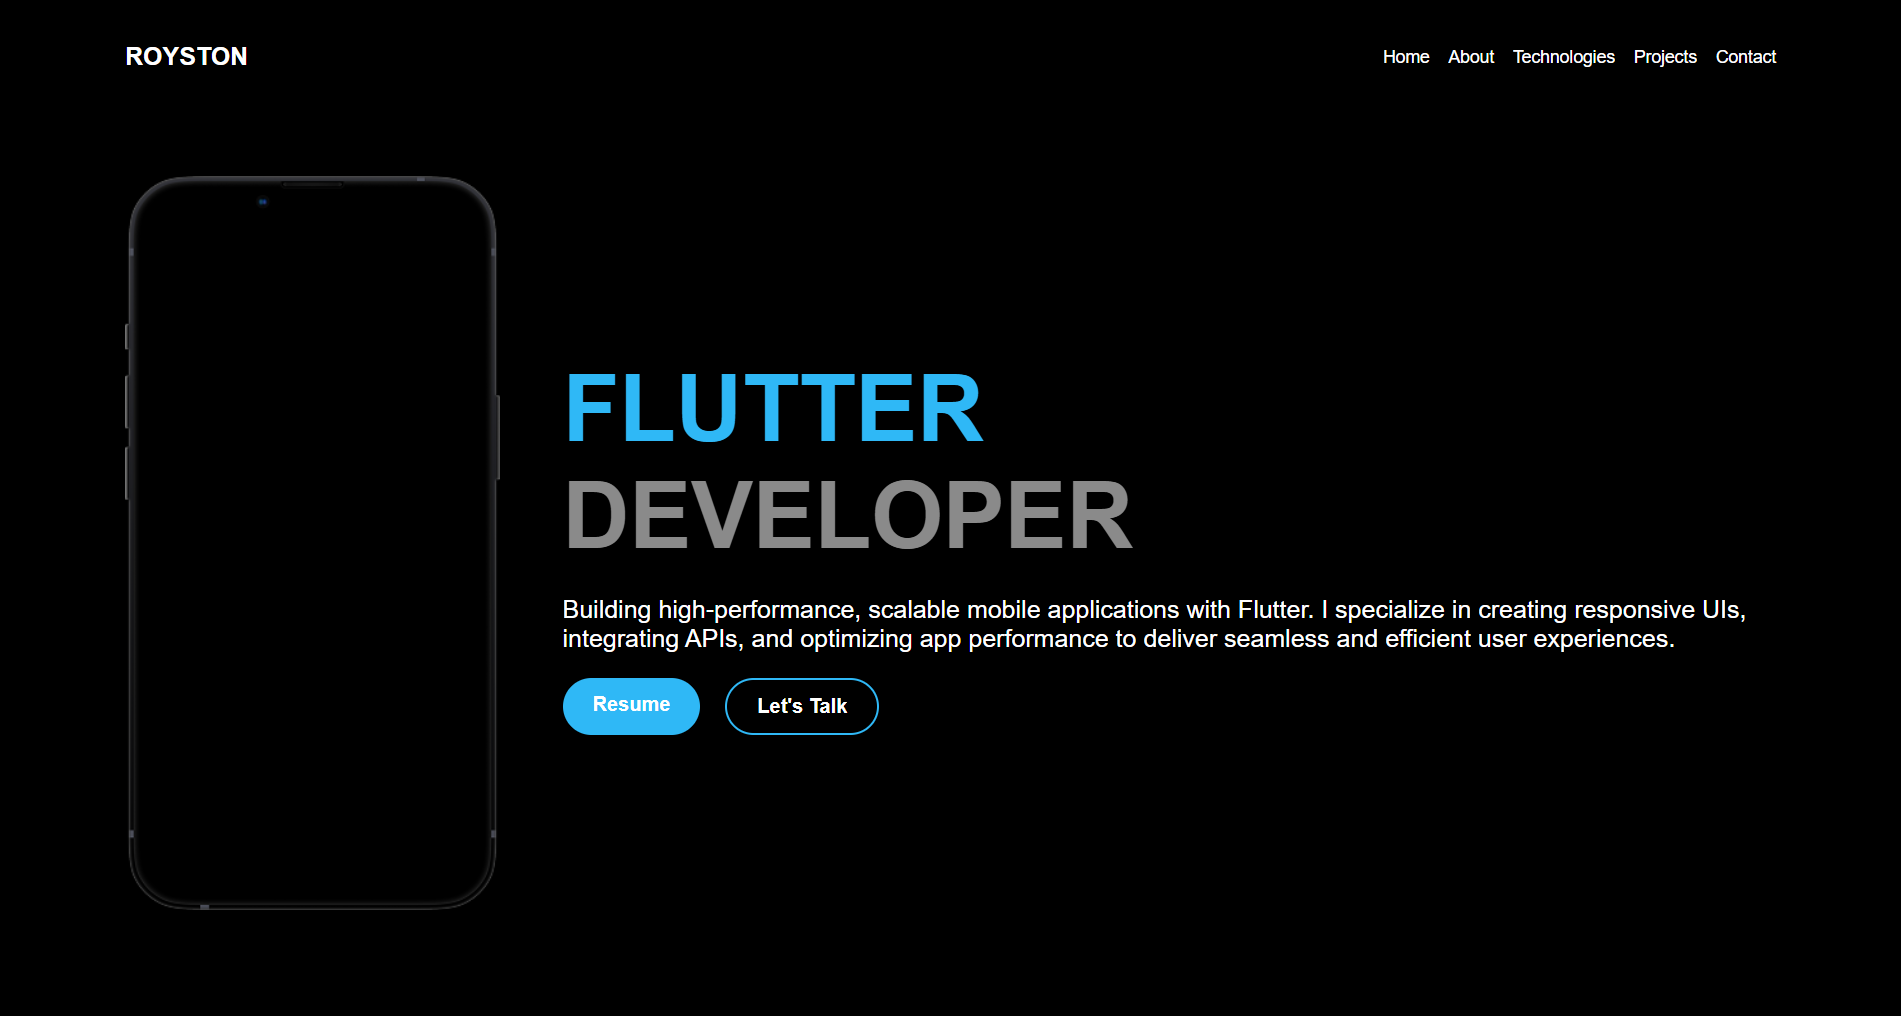 ROYSTON
Home About Technologies Projects Contact
FLUTTER
DEVELOPER
Building high-performance, scalable mobile applications with Flutter. I specialize in creating responsive UIs,
integrating APIs, and optimizing app performance to deliver seamless and efficient user experiences.
Resume Let's Talk